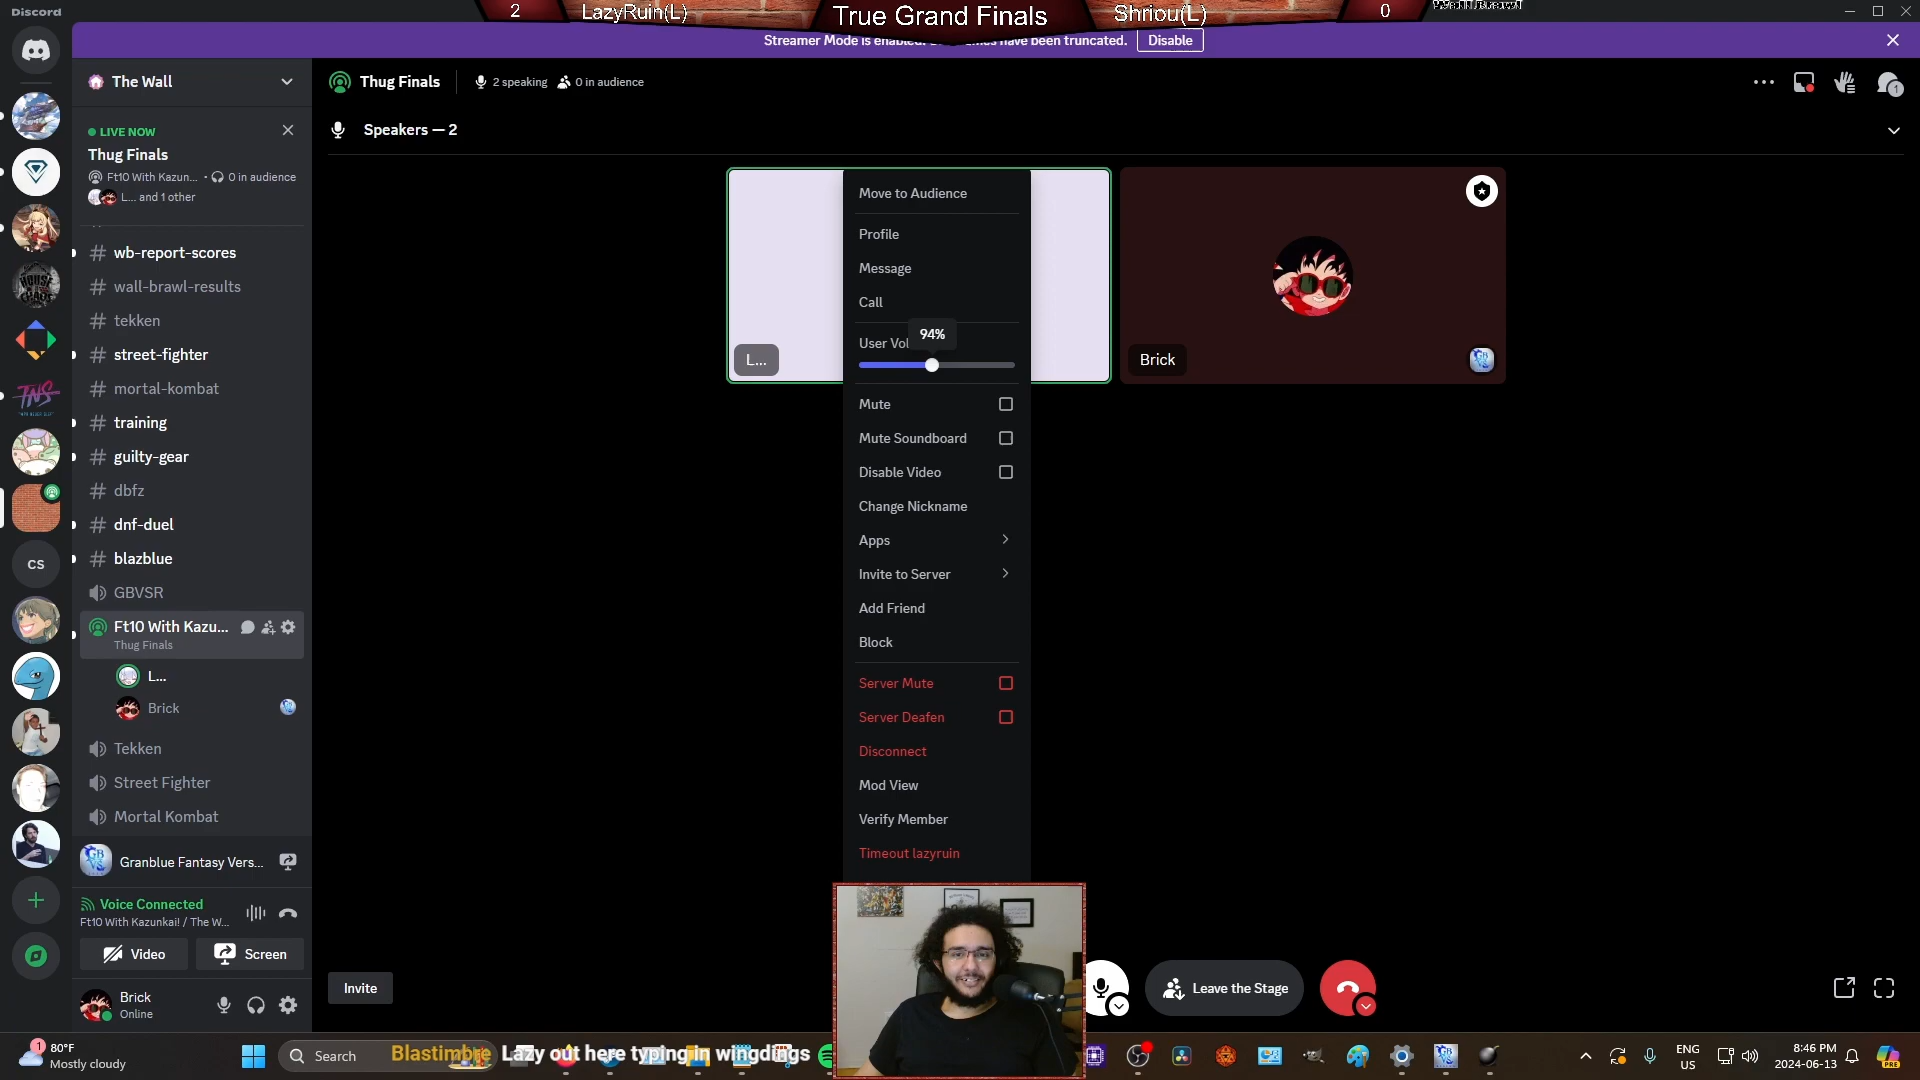 Discord
2
LazyRuin(L)
True Grand Finals
Shriou(L)
0
Streamer Mode is enabled. have been truncated.
Disable
The Wall
LIVE NOW
Thug Finals
Ft10 With Kazun... • 0 in audience
L... and 1 other
wb-report-scores
wall-brawl-results
tekken
street-fighter
mortal-kombat
training
guilty-gear
dbfz
dnf-duel
blazblue
GBVSR
Ft10 With Kazu...
Thug Finals
L...
Brick
Tekken
Street Fighter
Mortal Kombat
Granblue Fantasy Vers...
Voice Connected
Ft10 With Kazunkai! / The W...
Video
Screen
Brick
Online
CS
TNS
HOUSE
Thug Finals
2 speaking
0 in audience
1
Speakers — 2
L...
Brick
Move to Audience
Profile
Message
Call
94%
User Vol
Mute
Mute Soundboard
Disable Video
Change Nickname
Apps
Invite to Server
Add Friend
Block
Server Mute
Server Deafen
Disconnect
Mod View
Verify Member
Timeout lazyruin
Invite
Leave the Stage
1
80°F
Mostly cloudy
Search
Blastimbre Lazy out here typing in wingdings
ENG
US
8:46 PM
2024-06-13
PRE